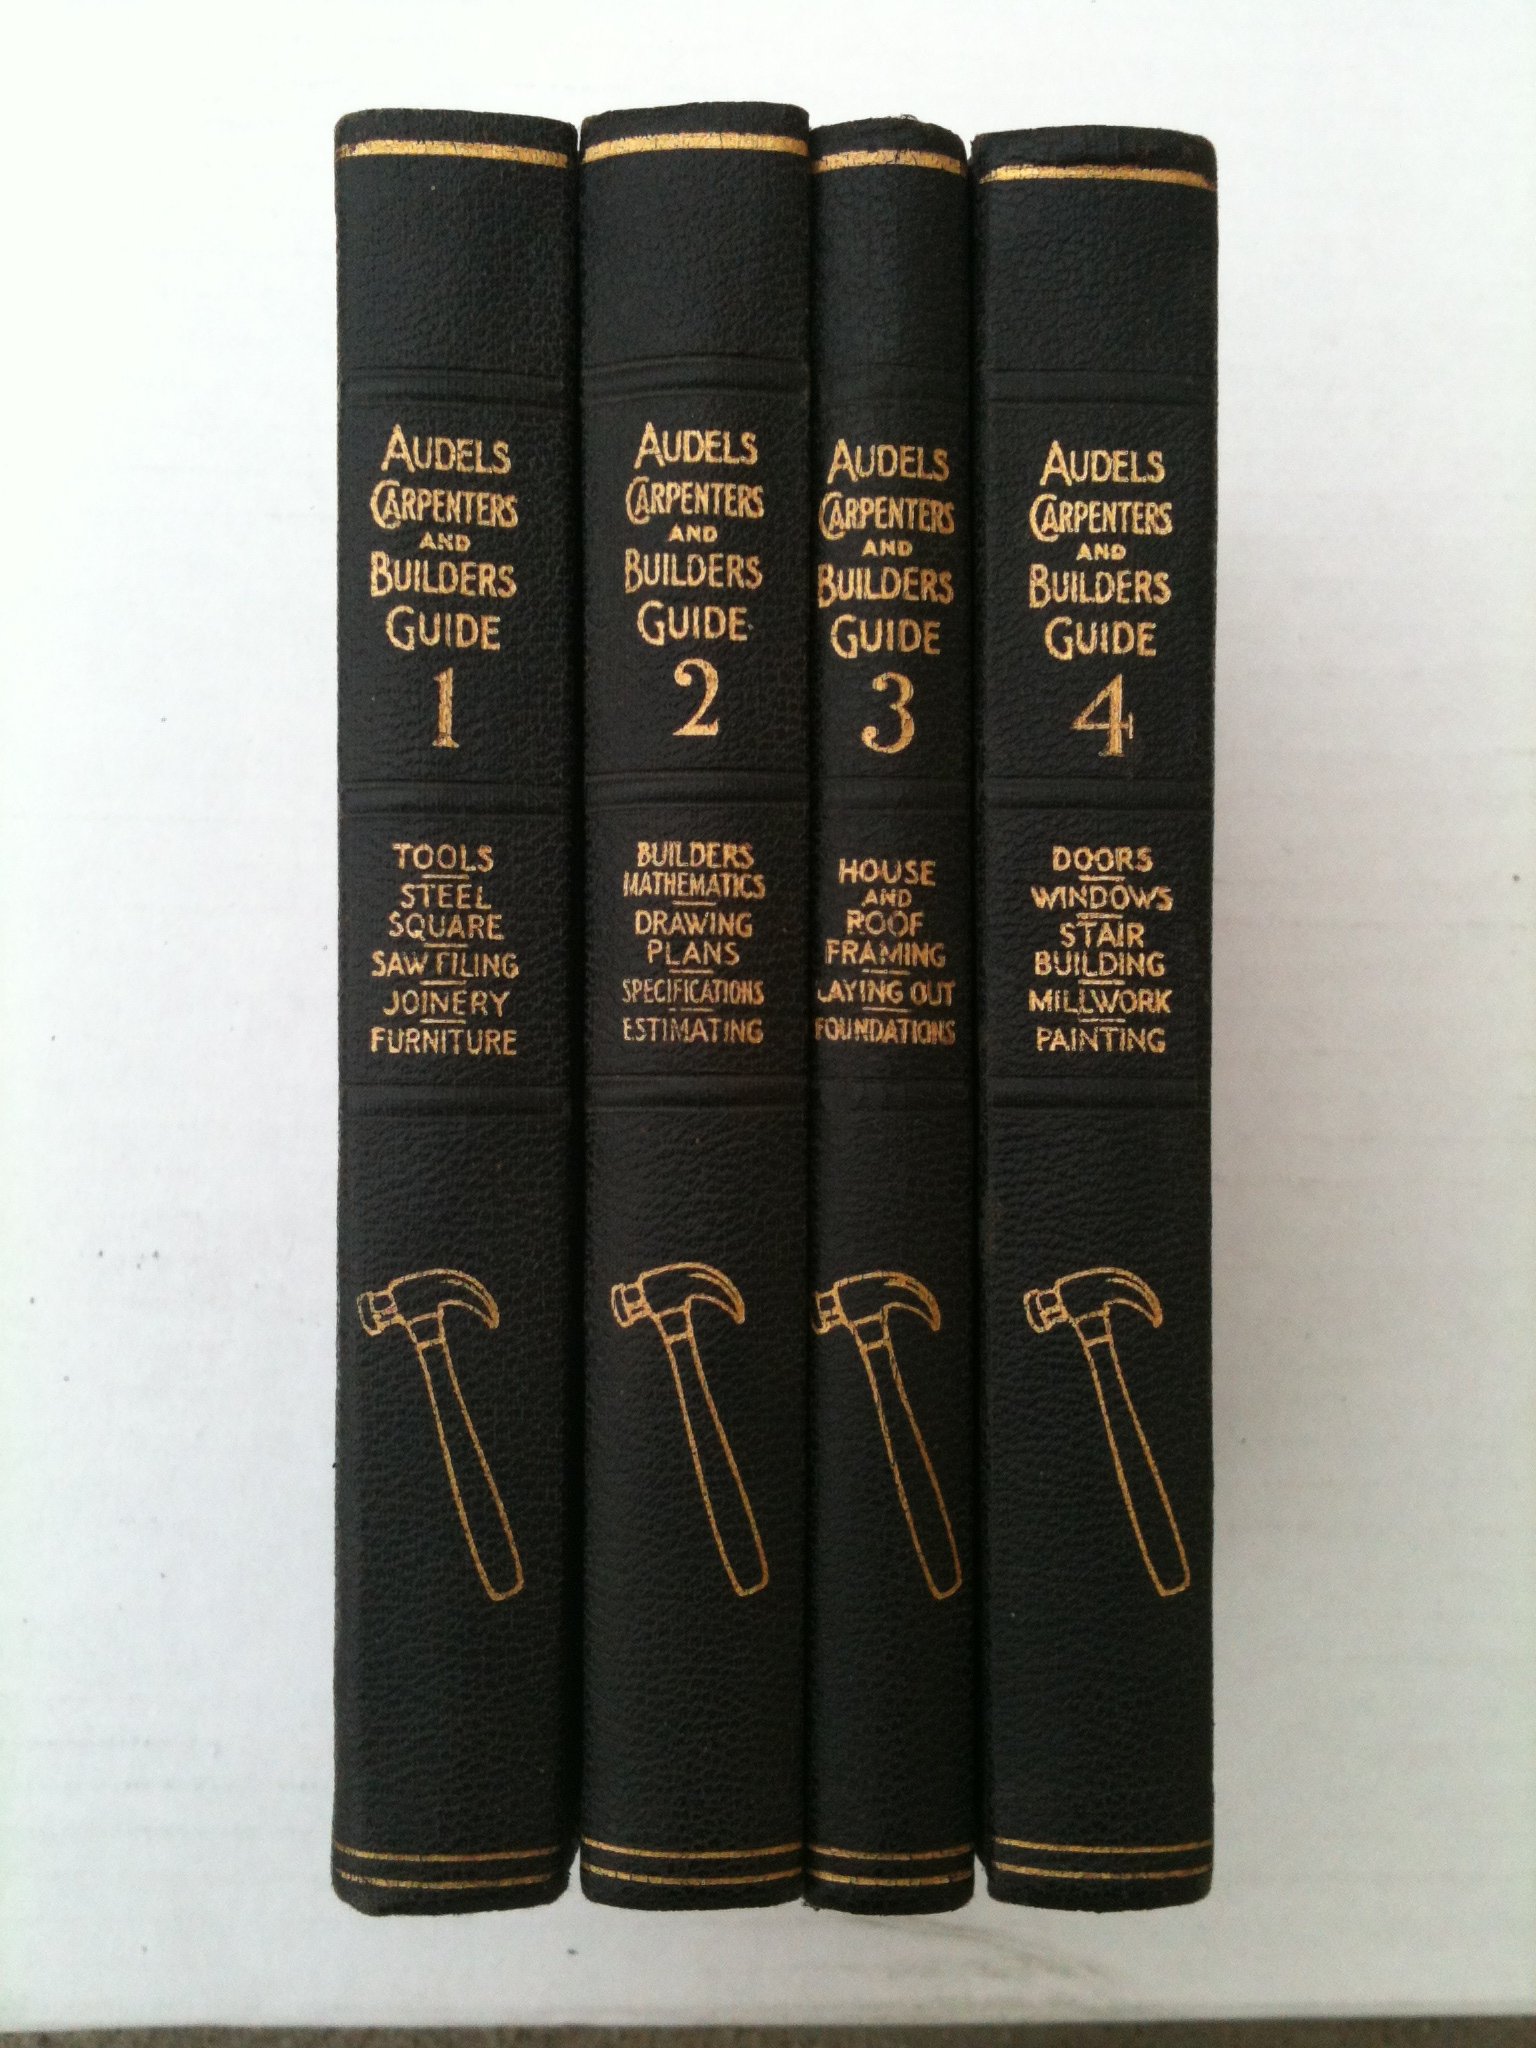 AUDELS
CARPENTERS
AND
BUILDERS
GUIDE
1
TOOLS
STEEL
SQUARE
SAW FILING
JOINERY
FURNITURE
AUDELS
CARPENTERS
AND
BUILDERS
GUIDE
2
BUILDERS
MATHEMATICS
DRAWING
PLANS
SPECIFICATIONS
ESTIMATING
AUDELS
CARPENTERS
AND
BUILDERS
GUIDE
3
HOUSE
AND
ROOF
FRAMING
LAYING OUT
FOUNDATIONS
AUDELS
CARPENTERS
AND
BUILDERS
GUIDE
4
DOORS
WINDOWS
STAIR
BUILDING
MILLWORK
PAINTING